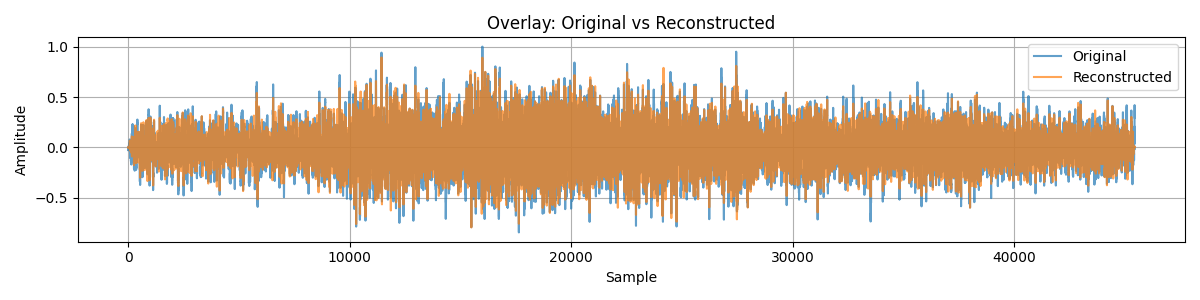 Overlay: Original vs Reconstructed
Original
Reconstructed
1.0
0.5
0.0
−0.5
Amplitude
0 10000 20000 30000 40000
Sample